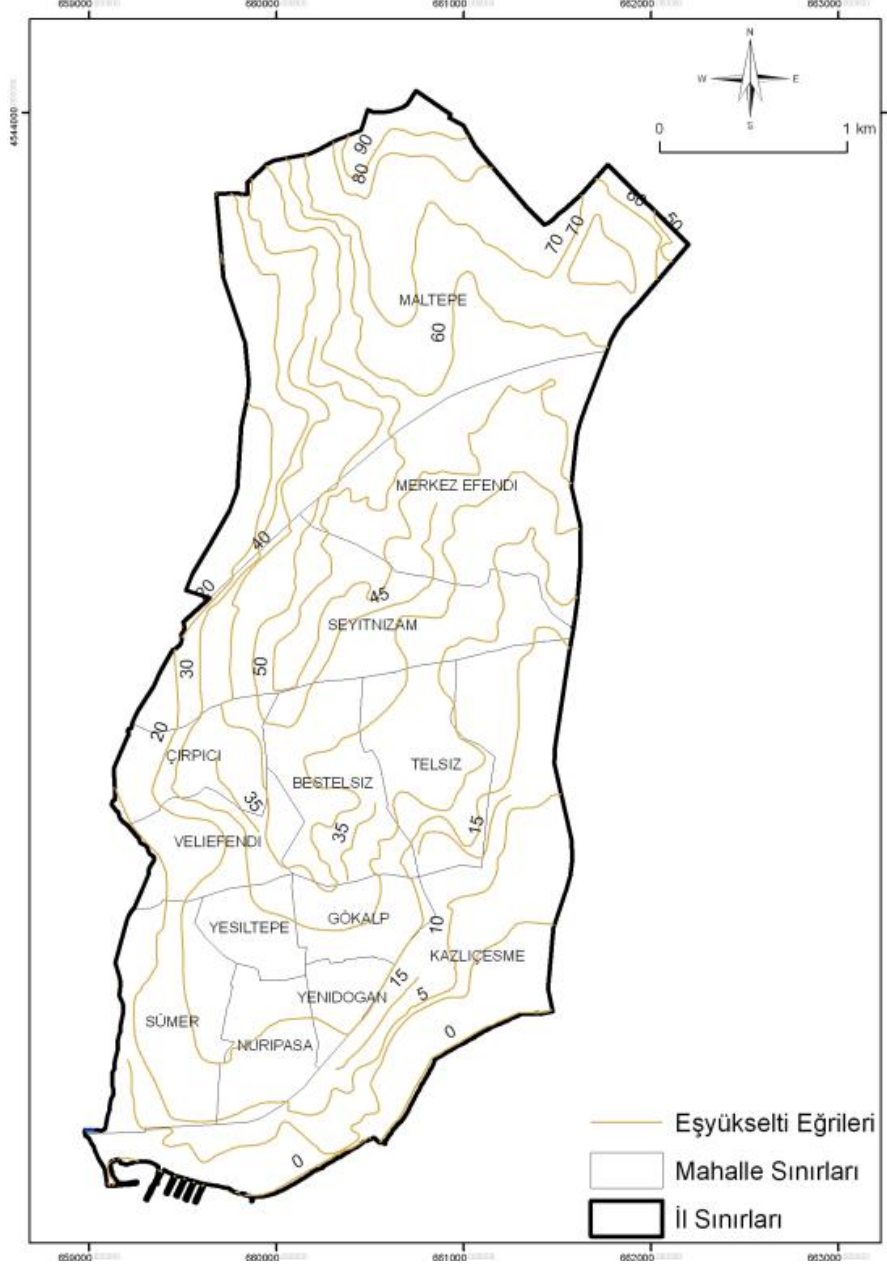 659000
660000
661000
662000
663000
4544000
N
W
E
0
1 km
90
80
60
50
70
70
MALTEPE
60
MERKEZ EFENDI
40
20
45
SEYITNIZAM
50
30
20
ÇIRPICI
TELSIZ
BESTELSIZ
35
35
15
VELIEFENDI
GÖKALP
YESILTEPE
10
KAZLIÇESME
15
YENIDOGAN
5
SÜMER
0
NURIPASA
0
Eşyükselti Eğrileri
Mahalle Sınırları
İl Sınırları
659000
660000
661000
662000
663000